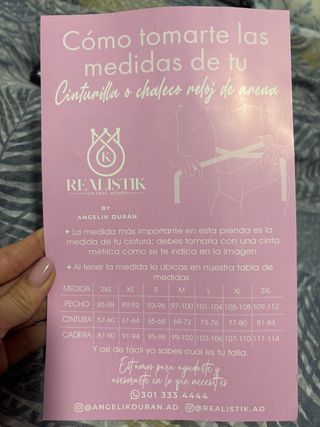 Cómo tomarte las
medidas de tu
Cinturilla o chaleco reloj de arena
K
REALISTIK
FOR REAL WOMEN
BY
ANGELIK DURÁN
✦ La medida más importante en esta prenda es la
medida de tu cintura; debes tomarla con una cinta
métrica como se te indica en la imagen
✦ Al tener la medida la ubicas en nuestra tabla de
medidas
MEDIDA 2XS XS S M L XL 2XL
PECHO 85-88 89-92 93-96 97-100 101-104 105-108 109-112
CINTURA 57-60 61-64 65-68 69-72 73-76 77-80 81-84
CADERA 87-90 91-94 95-98 99-102 103-106 107-110 111-114
Y así de fácil ya sabes cuál es tu talla.
Estamos para ayudarte y
asesorarte en lo que necesites
301 333 4444
@ANGELIKDURAN.AD @REALISTIK.AD